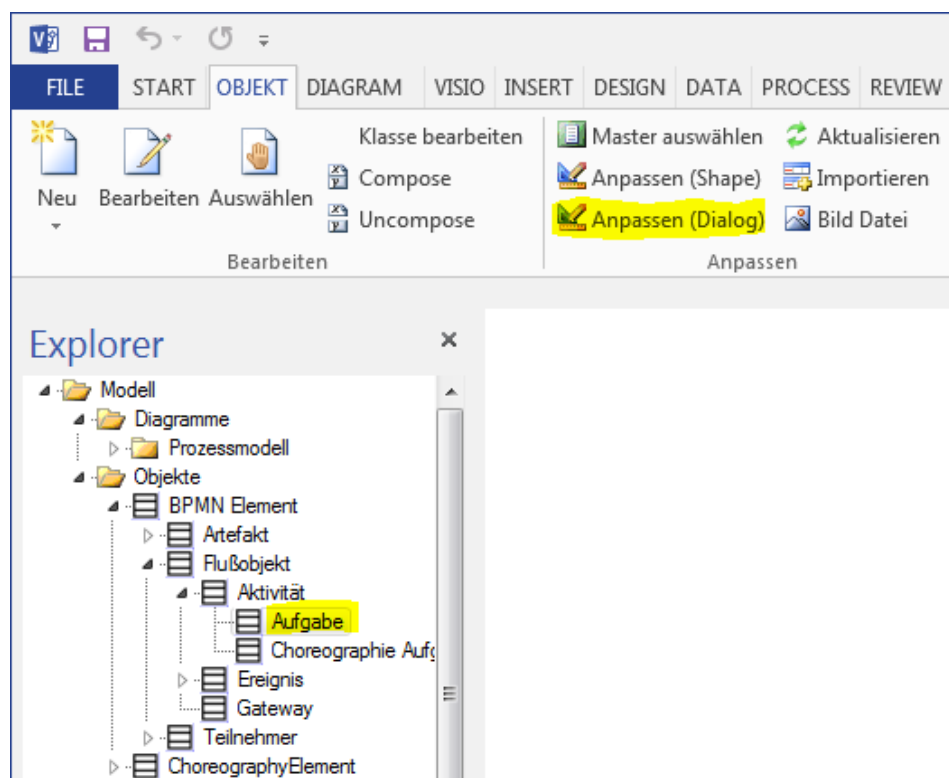 FILE START OBJEKT DIAGRAM VISIO INSERT DESIGN DATA PROCESS REVIEW
Klasse bearbeiten Master auswählen Aktualisieren
Compose Anpassen (Shape) Importieren
Neu Bearbeiten Auswählen
Uncompose Anpassen (Dialog) Bild Datei
Bearbeiten Anpassen
Explorer
Modell
Diagramme
Prozessmodell
Objekte
BPMN Element
Artefakt
Flußobjekt
Aktivität
Aufgabe
Choreographie
Ereignis
Gateway
Teilnehmer
ChoreographyElement